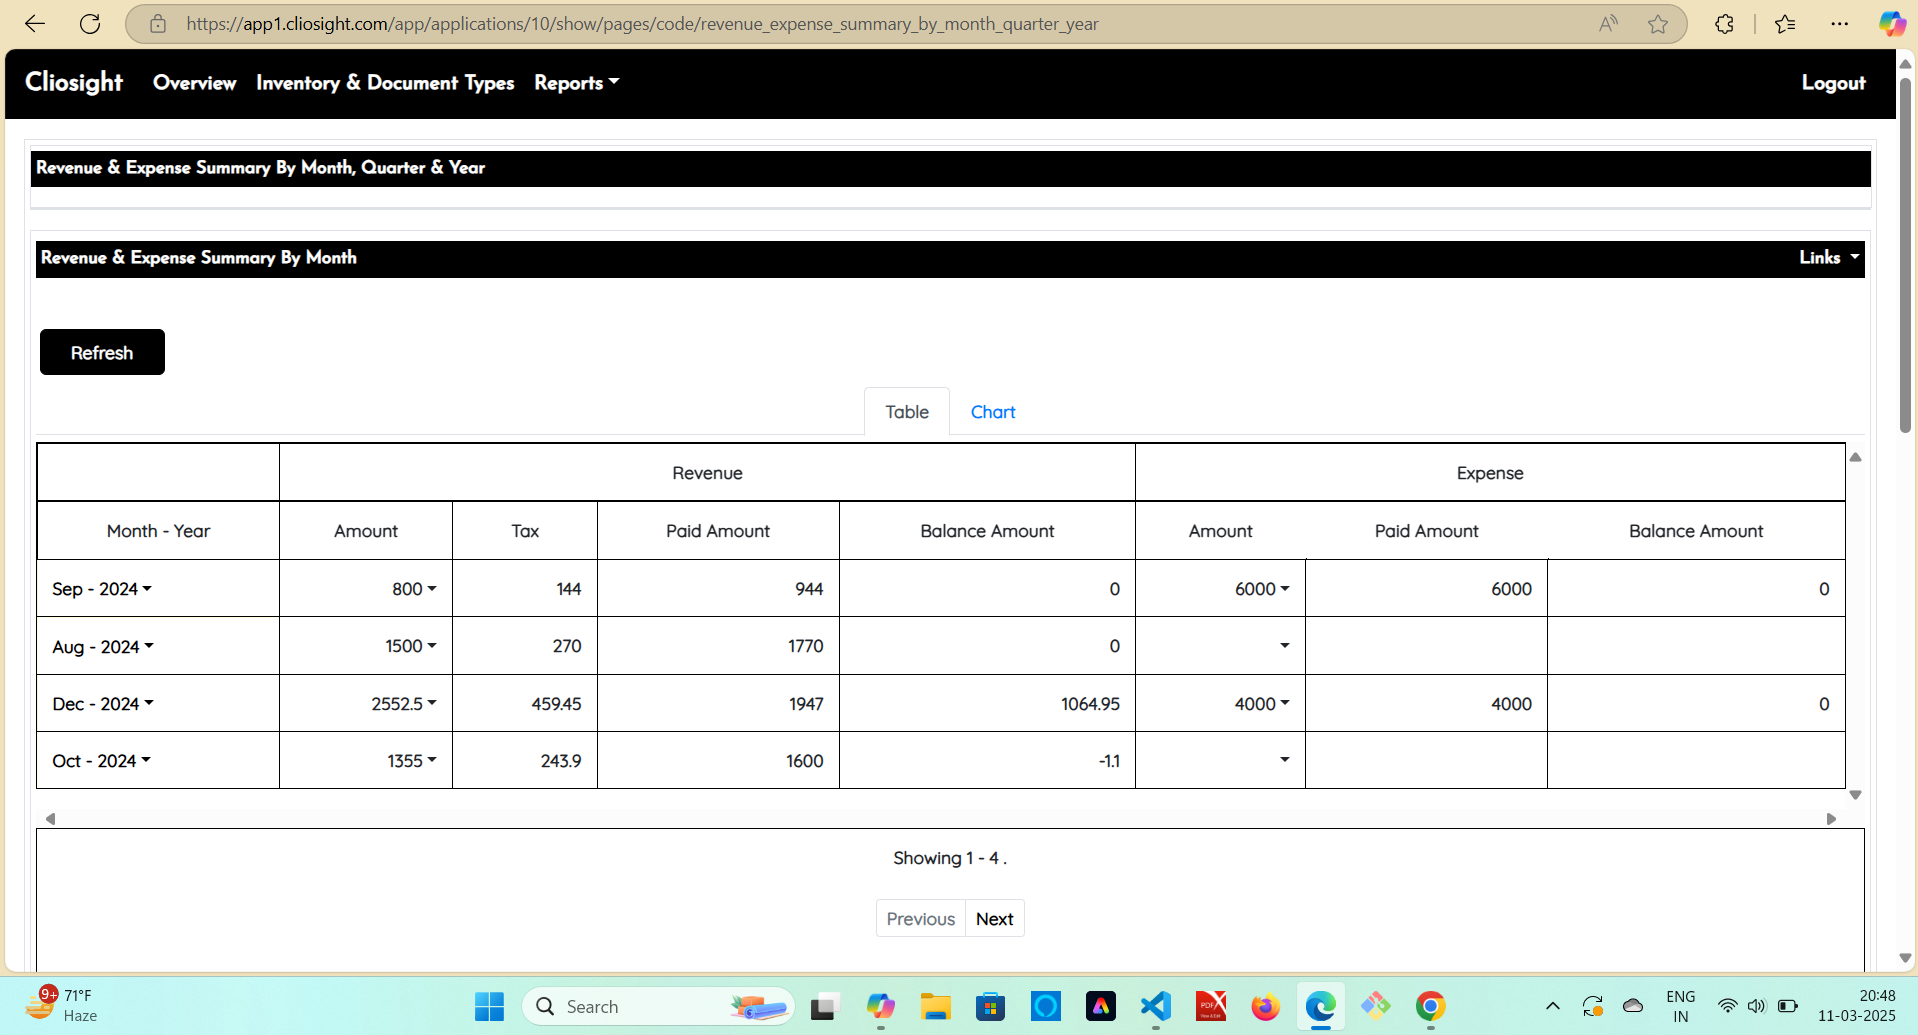 https://app1.cliosight.com/app/applications/10/show/pages/code/revenue_expense_summary_by_month_quarter_year
Cliosight Overview Inventory & Document Types Reports Logout
Revenue & Expense Summary By Month, Quarter & Year
Revenue & Expense Summary By Month Links
Refresh
Table Chart
Revenue Expense
Month - Year Amount Tax Paid Amount Balance Amount Amount Paid Amount Balance Amount
Sep - 2024 800 144 944 0 6000 6000 0
Aug - 2024 1500 270 1770 0
Dec - 2024 2552.5 459.45 1947 1064.95 4000 4000 0
Oct - 2024 1355 243.9 1600 -1.1
Showing 1 - 4 .
Previous Next
9+ 71°F
Haze
Search
PDF
ENG
IN
20:48
11-03-2025